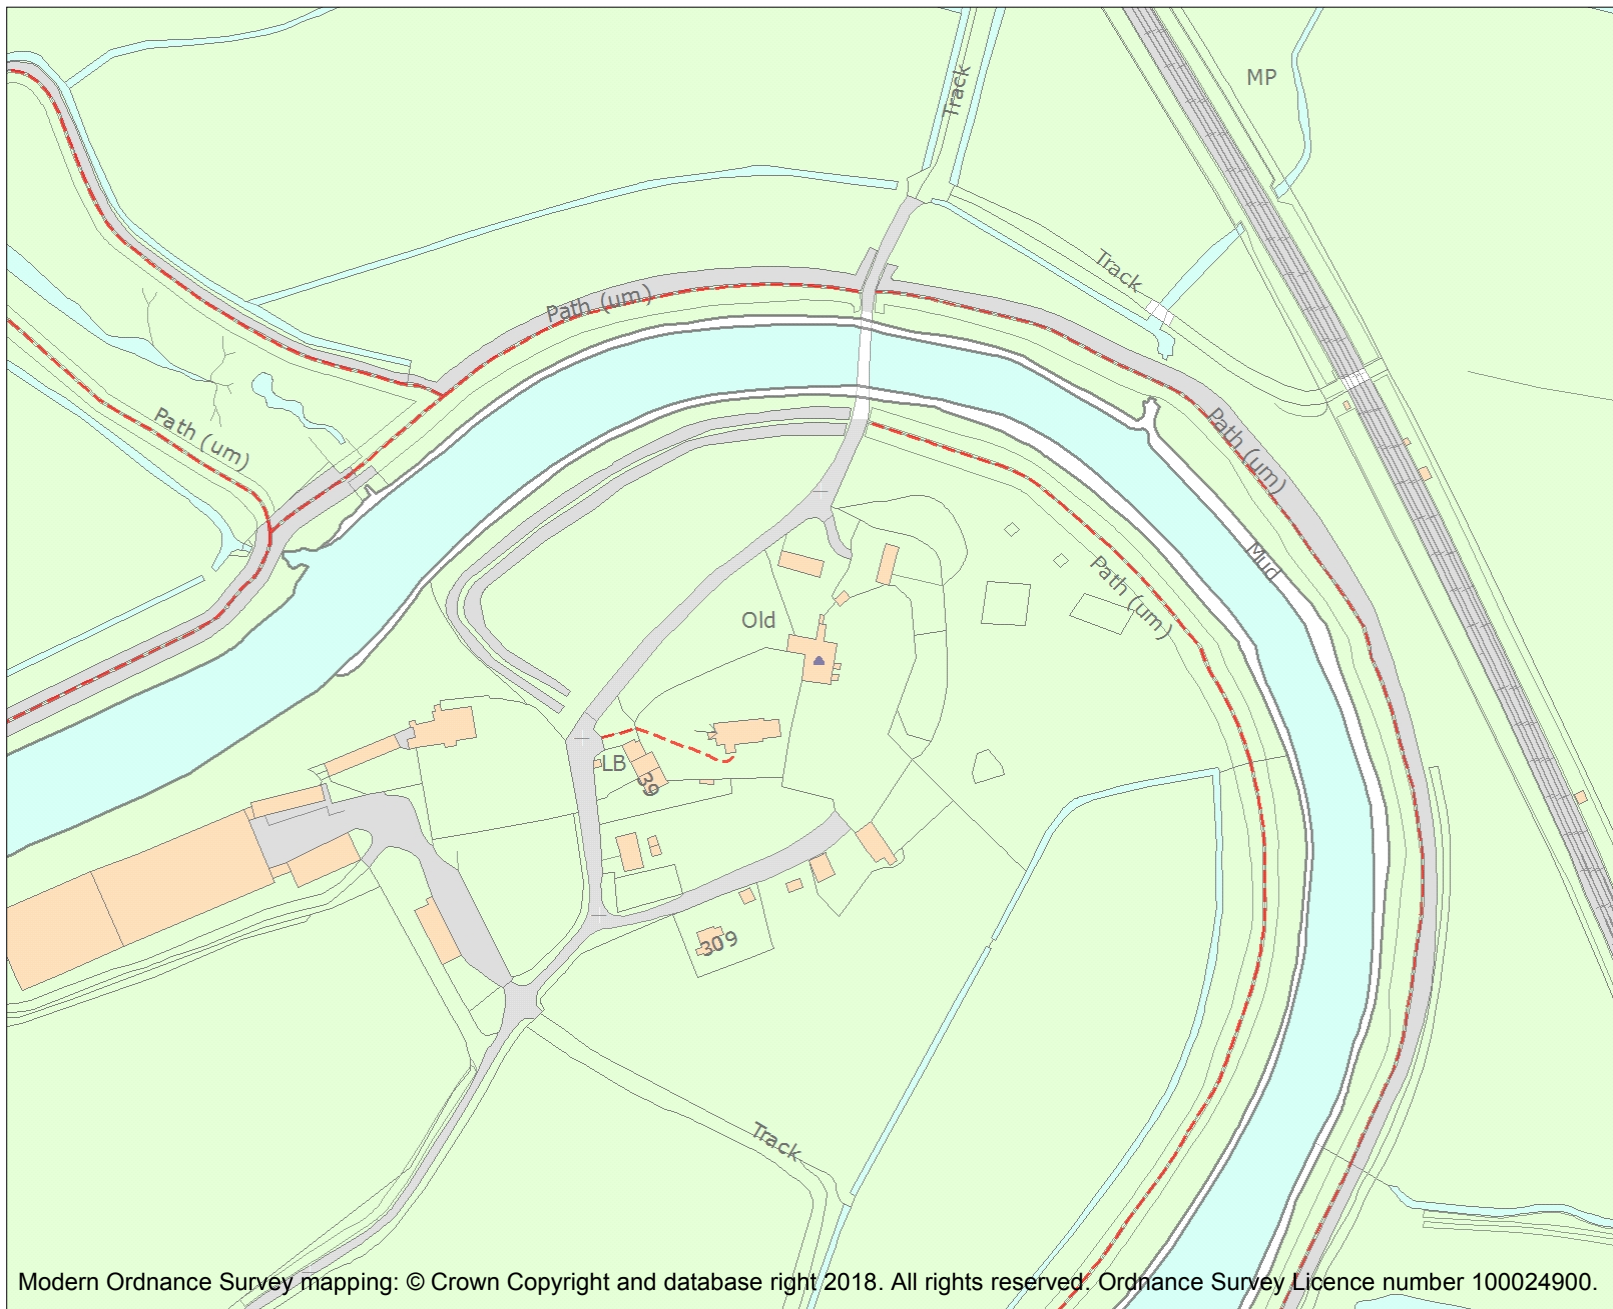 MP
Track
Track
Path (um)
Path (um)
Path (um)
Mud
Path (um)
Old
LB
39
309
Track
Modern Ordnance Survey mapping: © Crown Copyright and database right 2018. All rights reserved. Ordnance Survey Licence number 100024900.